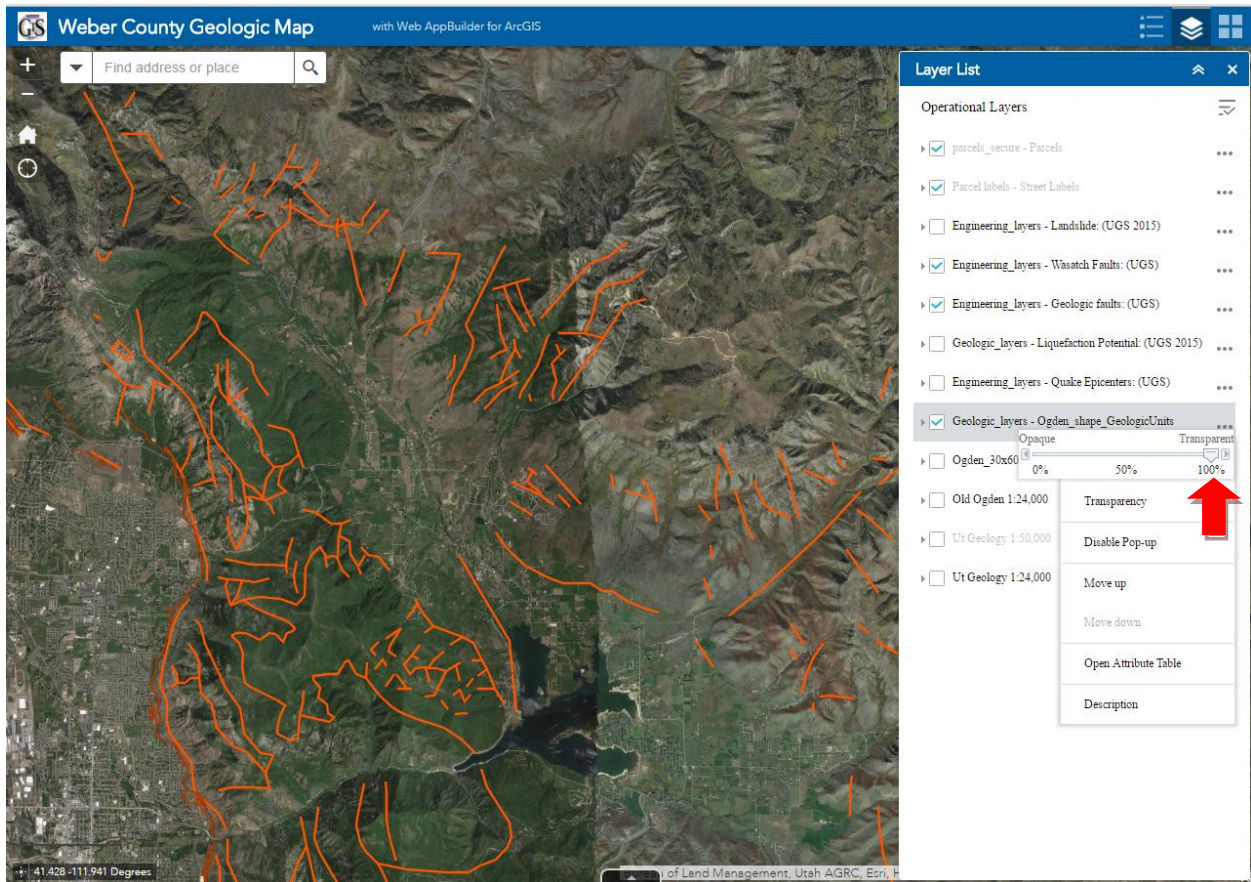 GIS Weber County Geologic Map with Web AppBuilder for ArcGIS
Find address or place
Layer List
Operational Layers
parcels_secure - Parcels
Parcel labels - Street Labels
Engineering_layers - Landslide: (UGS 2015)
Engineering_layers - Wasatch Faults: (UGS)
Engineering_layers - Geologic faults: (UGS)
Geologic_layers - Liquefaction Potential: (UGS 2015)
Engineering_layers - Quake Epicenters: (UGS)
Geologic_layers - Ogden_shape_GeologicUnits
Opaque Transparent
Ogden_30x60
0% 50% 100%
Old Ogden 1:24,000
Transparency
Ut Geology 1:50,000
Disable Pop-up
Ut Geology 1:24,000
Move up
Move down
Open Attribute Table
Description
41.428 -111.941 Degrees
of Land Management, Utah AGRC, Esri, H